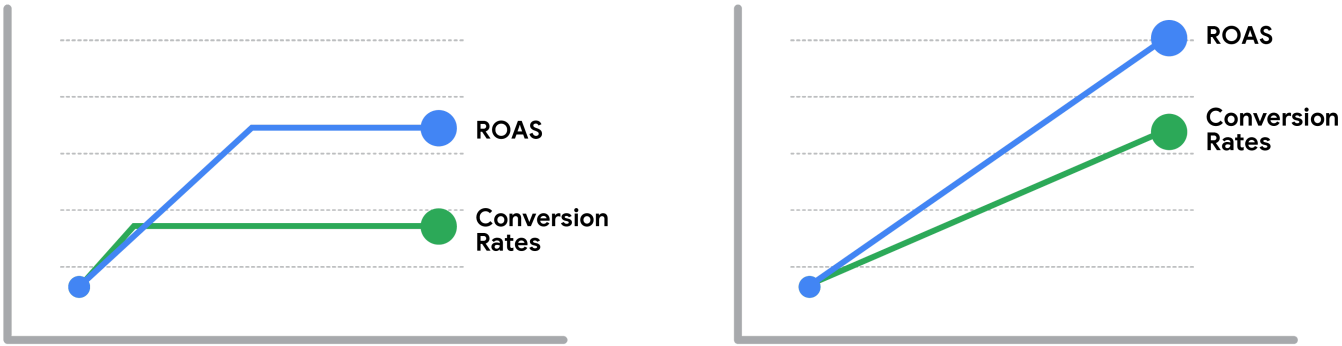 ROAS
Conversion
Rates
ROAS
Conversion
Rates